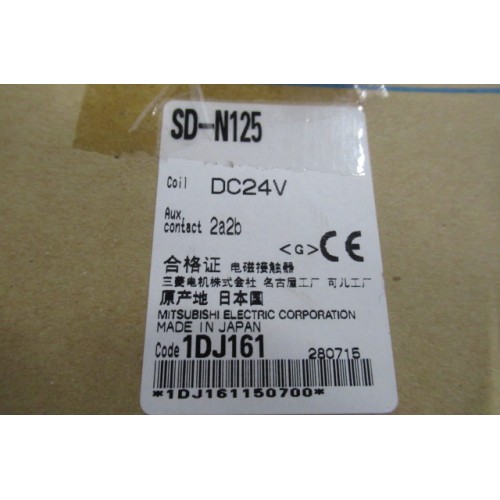 SD-N125
Coil DC24V
Aux. contact 2a2b
<G> CE
合格证 电磁接触器
三菱电机株式会社 名古屋工厂 可儿工厂
原产地 日本国
MITSUBISHI ELECTRIC CORPORATION
MADE IN JAPAN
Code 1DJ161 280715
*1DJ161150700*